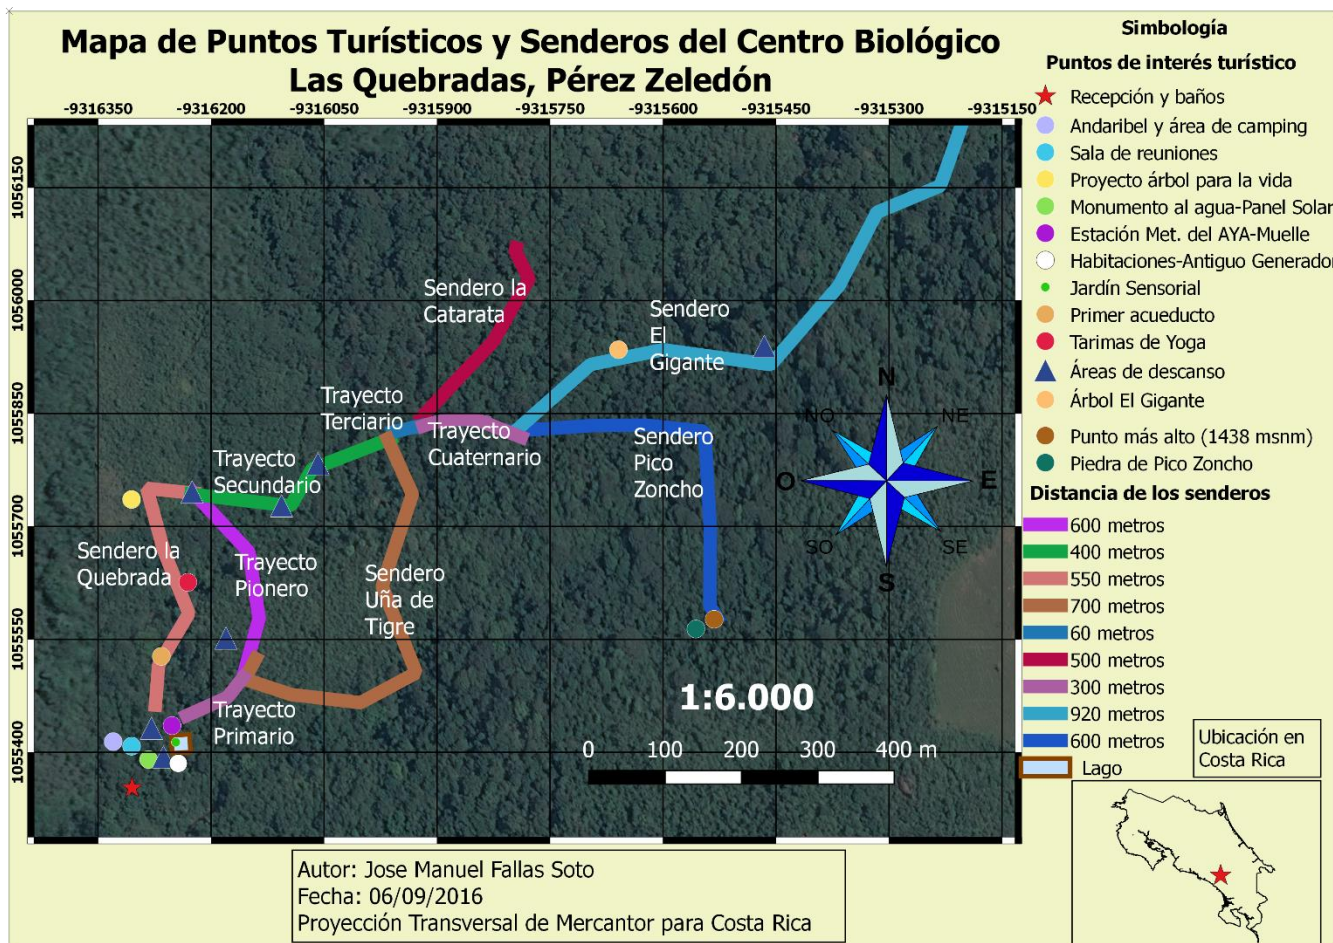 Mapa de Puntos Turísticos y Senderos del Centro Biológico
Las Quebradas, Pérez Zeledón
-9316350 -9316200 -9316050 -9315900 -9315750 -9315600 -9315450 -9315300 -9315150
1056150
1056000
1055850
1055700
1055550
1055400
Sendero la
Catarata
Sendero
El
Gigante
Trayecto
Terciario
Trayecto
Cuaternario
Trayecto
Secundario
Sendero
Pico
Zoncho
Sendero la
Quebrada
Trayecto
Pionero
Sendero
Uña de
Tigre
Trayecto
Primario
N
NO
NE
O
E
SO
SE
S
1:6.000
0 100 200 300 400 m
Simbología
Puntos de interés turístico
Recepción y baños
Andaribel y área de camping
Sala de reuniones
Proyecto árbol para la vida
Monumento al agua-Panel Solar
Estación Met. del AYA-Muelle
Habitaciones-Antiguo Generador
Jardín Sensorial
Primer acueducto
Tarimas de Yoga
Áreas de descanso
Árbol El Gigante
Punto más alto (1438 msnm)
Piedra de Pico Zoncho
Distancia de los senderos
600 metros
400 metros
550 metros
700 metros
60 metros
500 metros
300 metros
920 metros
600 metros
Lago
Ubicación en
Costa Rica
Autor: Jose Manuel Fallas Soto
Fecha: 06/09/2016
Proyección Transversal de Mercantor para Costa Rica